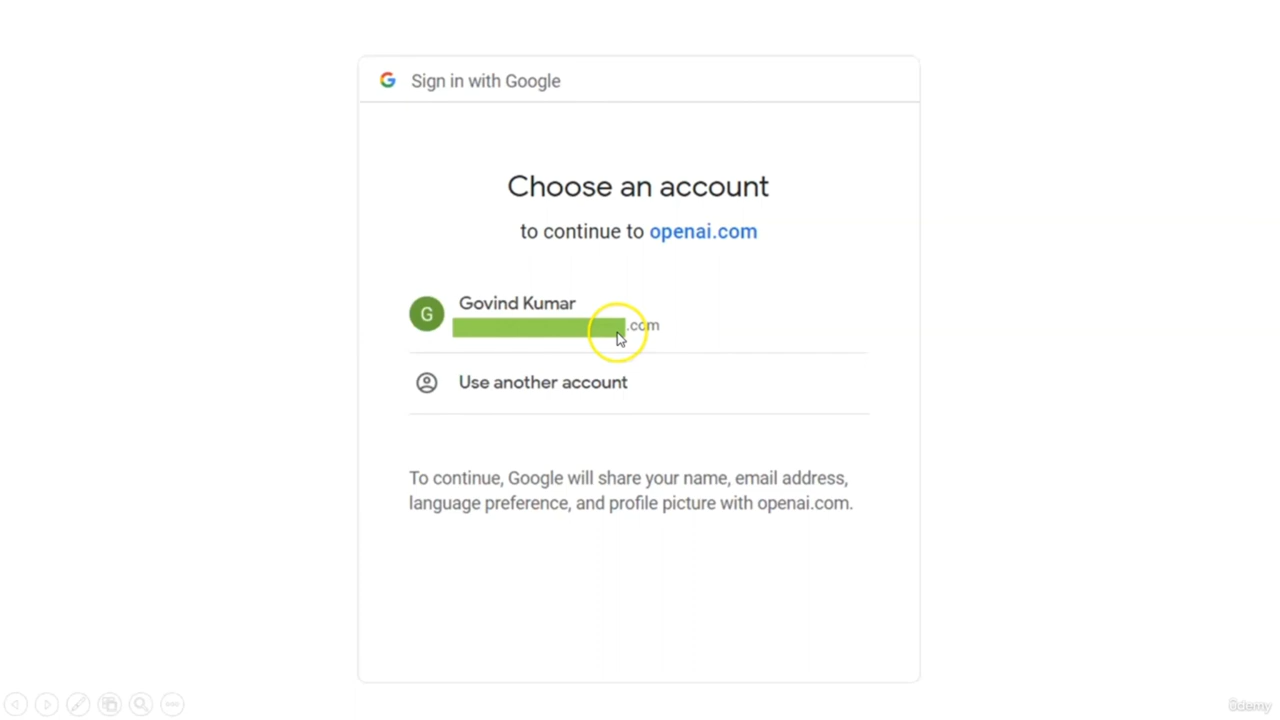 Sign in with Google
Choose an account
to continue to openai.com
G
Govind Kumar
.com
Use another account
To continue, Google will share your name, email address,
language preference, and profile picture with openai.com.
ûdemy